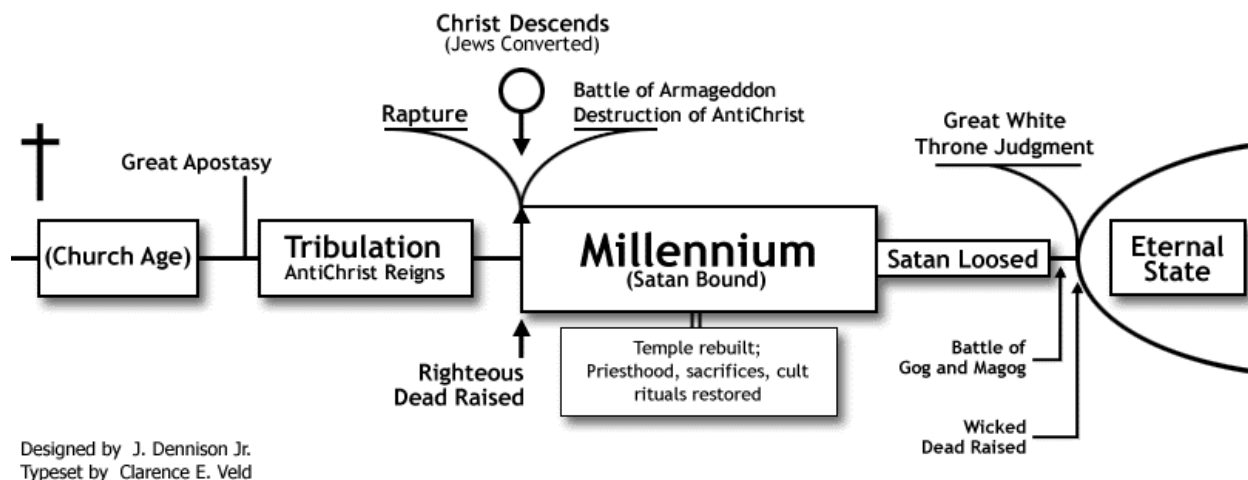 Christ Descends
(Jews Converted)
Rapture
Battle of Armageddon
Destruction of AntiChrist
Great Apostasy
Great White
Throne Judgment
(Church Age)
Tribulation
AntiChrist Reigns
Millennium
(Satan Bound)
Satan Loosed
Eternal
State
Temple rebuilt;
Priesthood, sacrifices, cult
rituals restored
Righteous
Dead Raised
Battle of
Gog and Magog
Wicked
Dead Raised
Designed by J. Dennison Jr.
Typeset by Clarence E. Veld